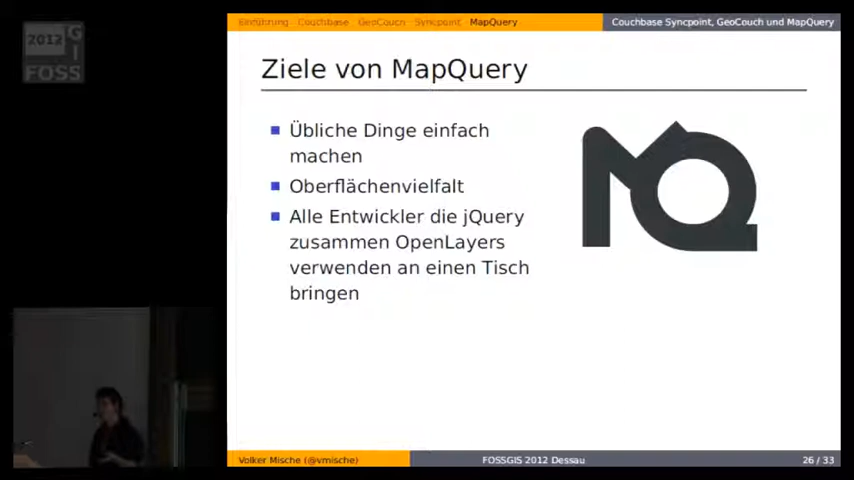 2012
GI
FOSS
Einführung Couchbase GeoCouch Syncpoint MapQuery
Couchbase Syncpoint, GeoCouch und MapQuery
Ziele von MapQuery
Übliche Dinge einfach
machen
Oberflächenvielfalt
Alle Entwickler die jQuery
zusammen OpenLayers
verwenden an einen Tisch
bringen
MQ
Volker Mische (@vmische)
FOSSGIS 2012 Dessau
26 / 33